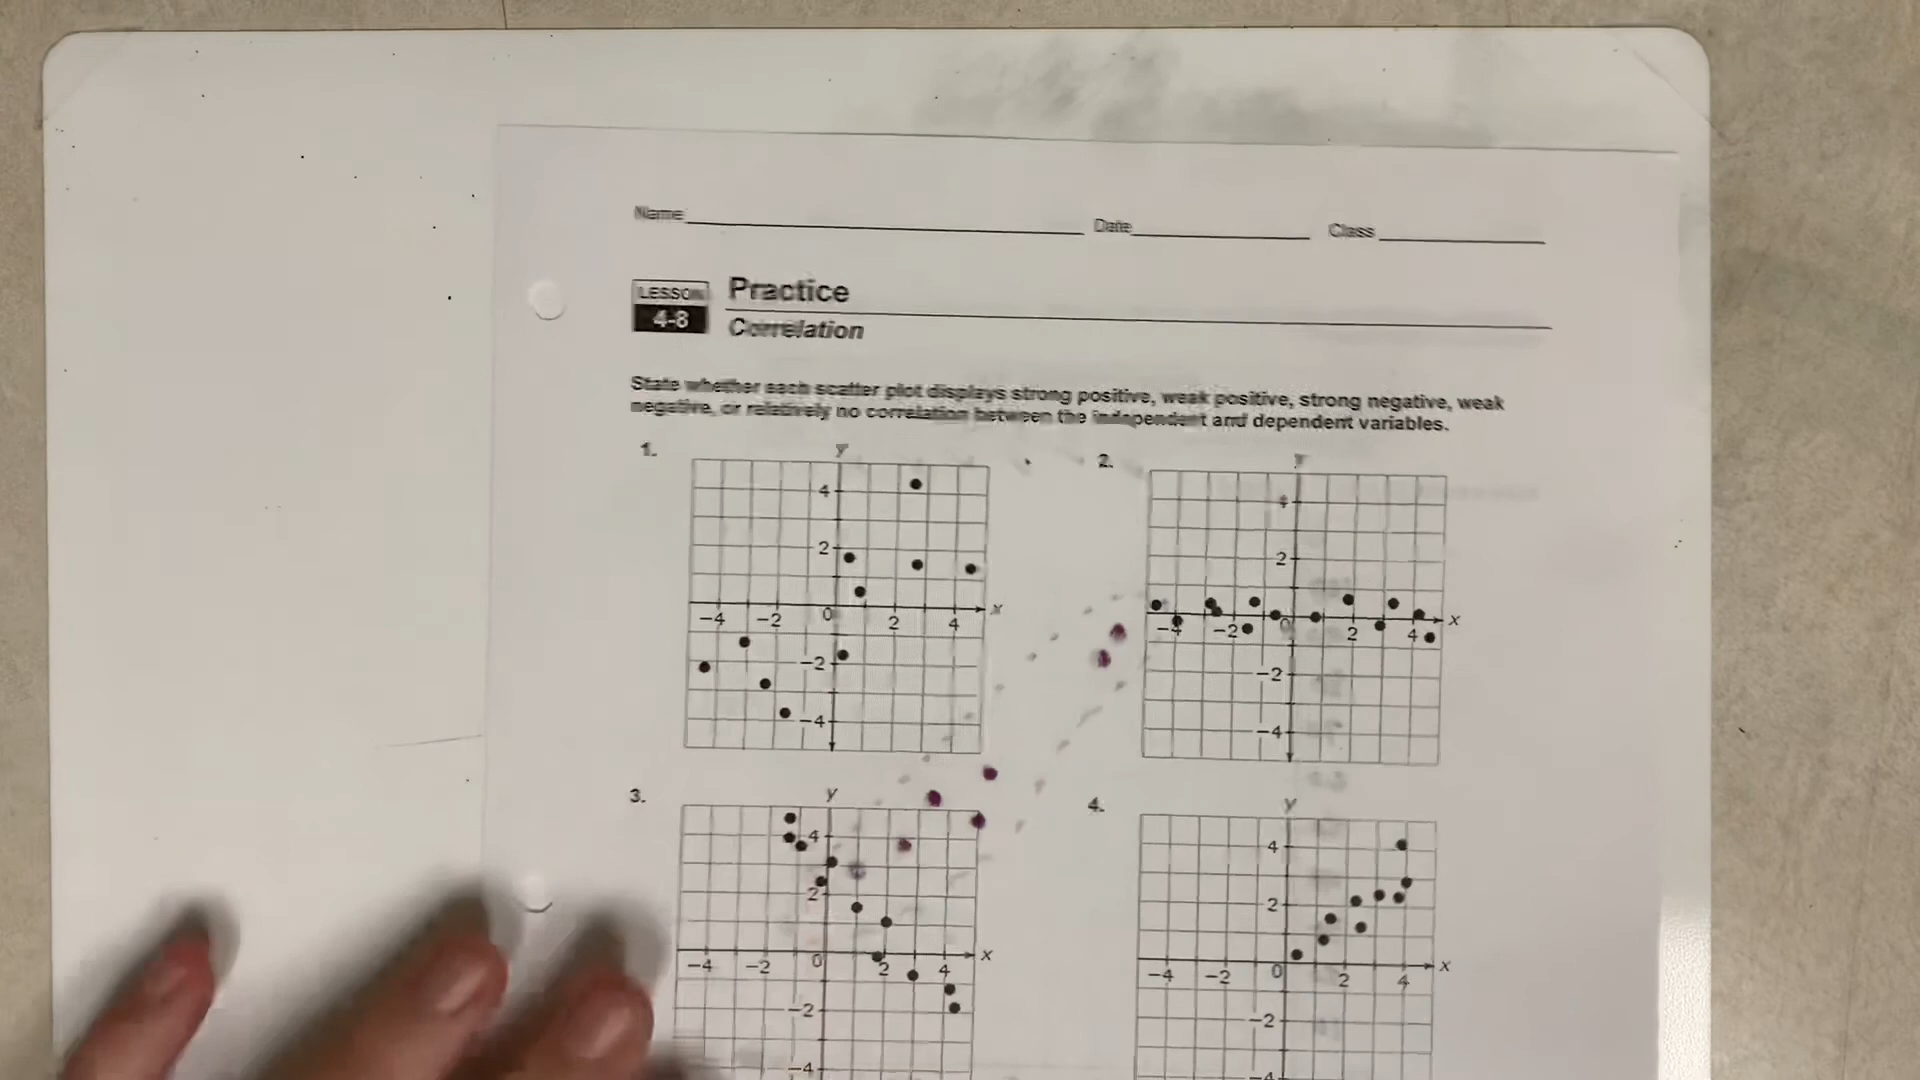 Name Date Class
LESSON 4-8 Practice
Correlation
State whether each scatter plot displays strong positive, weak positive, strong negative, weak
negative, or relatively no correlation between the independent and dependent variables.
1. y
4
2
-4 -2 0 2 4 x
-2
-4
2. y
4
2
-4 -2 0 2 4 x
-2
-4
3. y
4
2
-4 -2 0 2 4 x
-2
-4
4. y
4
2
-4 -2 0 2 4 x
-2
-4